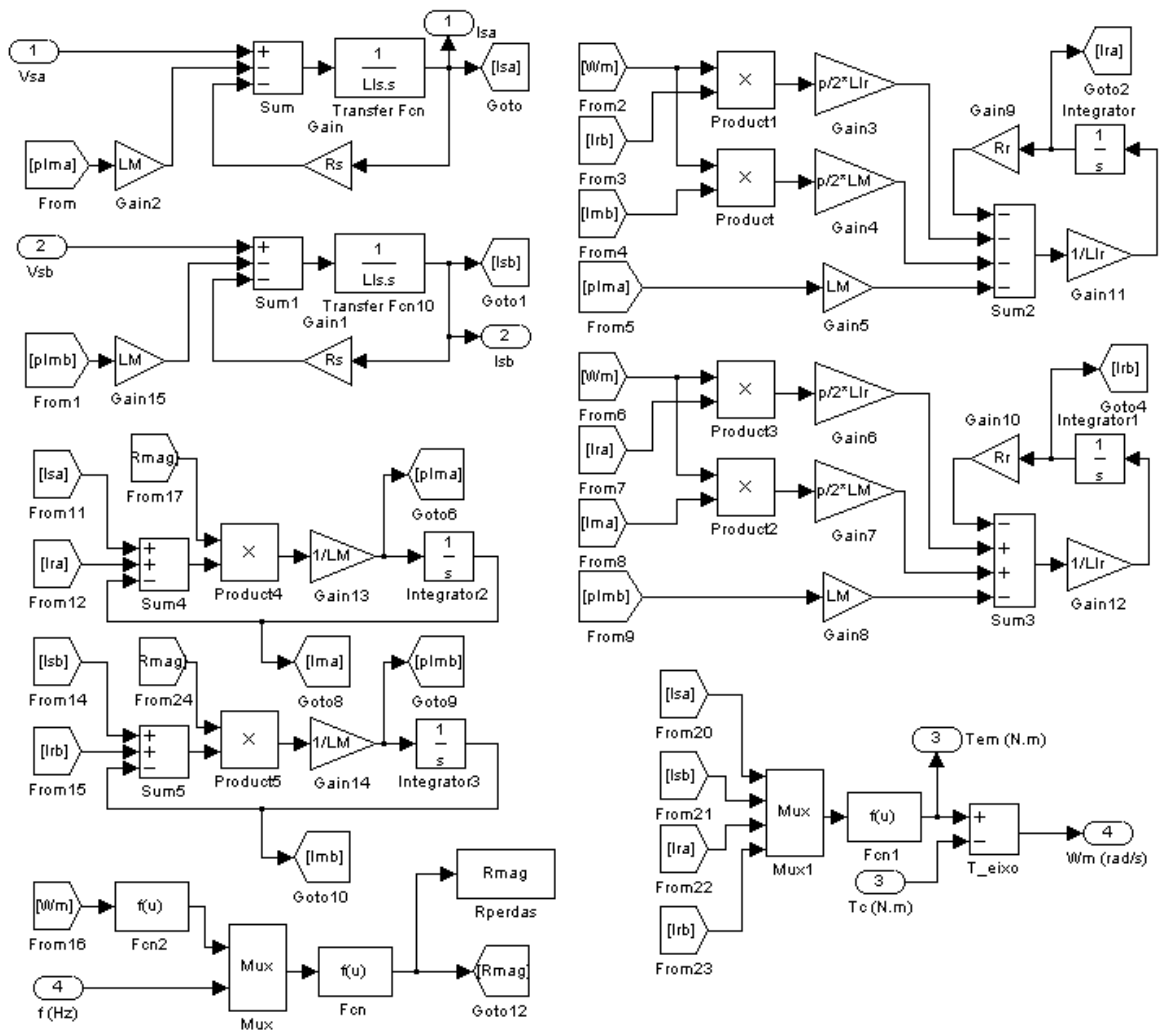 1
Isa
1
Vsa
+
−
−
Sum
1
LIs.s
Transfer Fcn
[Isa]
Goto
Gain
Rs
[pIma]
From
LM
Gain2
2
Vsb
+
−
−
Sum1
1
LIs.s
Transfer Fcn10
[Isb]
Goto1
Gain1
Rs
2
Isb
[pImb]
From1
LM
Gain15
[Isa]
From11
Rmag]
From17
[Ira]
From12
+
+
−
Sum4
×
Product4
1/LM
Gain13
[pIma]
Goto6
1
s
Integrator2
[Ima]
Goto8
[Isb]
From14
Rmag]
From24
[Irb]
From15
+
+
−
Sum5
×
Product5
1/LM
Gain14
[pImb]
Goto9
1
s
Integrator3
[Imb]
Goto10
[Wm]
From16
f(u)
Fcn2
4
f (Hz)
Mux
Mux
f(u)
Fcn
Rmag
Rperdas
[Rmag]
Goto12
[Wm]
From2
[Irb]
From3
[Imb]
From4
[pIma]
From5
×
Product1
×
Product
p/2*LIr
Gain3
p/2*LM
Gain4
LM
Gain5
Gain9
Rr
[Ira]
Goto2
Integrator
1
s
−
−
−
−
Sum2
1/LIr
Gain11
[Wm]
From6
[Ira]
From7
[Ima]
From8
[pImb]
From9
×
Product3
×
Product2
p/2*LIr
Gain6
p/2*LM
Gain7
LM
Gain8
Gain10
Rr
[Irb]
Goto4
Integrator1
1
s
−
+
+
−
Sum3
1/LIr
Gain12
[Isa]
From20
[Isb]
From21
[Ira]
From22
[Irb]
From23
Mux
Mux1
f(u)
Fcn1
3
Tem (N.m)
3
Tc (N.m)
+
−
T_eixo
4
Wm (rad/s)